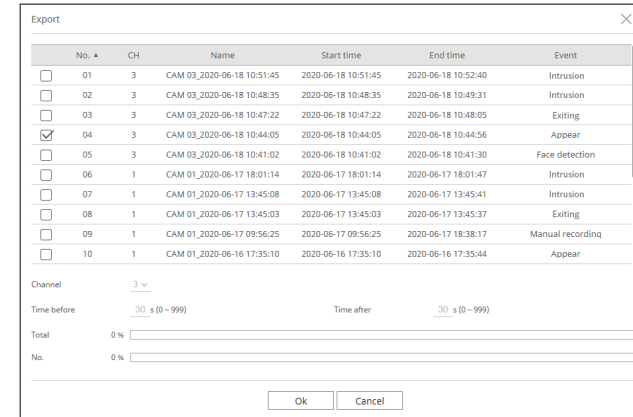 Export
No. ▲ CH Name Start time End time Event
01 3 CAM 03_2020-06-18 10:51:45 2020-06-18 10:51:45 2020-06-18 10:52:40 Intrusion
02 3 CAM 03_2020-06-18 10:48:35 2020-06-18 10:48:35 2020-06-18 10:49:31 Intrusion
03 3 CAM 03_2020-06-18 10:47:22 2020-06-18 10:47:22 2020-06-18 10:48:05 Exiting
04 3 CAM 03_2020-06-18 10:44:05 2020-06-18 10:44:05 2020-06-18 10:44:56 Appear
05 3 CAM 03_2020-06-18 10:41:02 2020-06-18 10:41:02 2020-06-18 10:41:30 Face detection
06 1 CAM 01_2020-06-17 18:01:14 2020-06-17 18:01:14 2020-06-17 18:01:47 Intrusion
07 1 CAM 01_2020-06-17 13:45:08 2020-06-17 13:45:08 2020-06-17 13:45:41 Intrusion
08 1 CAM 01_2020-06-17 13:45:03 2020-06-17 13:45:03 2020-06-17 13:45:37 Exiting
09 1 CAM 01_2020-06-17 09:56:25 2020-06-17 09:56:25 2020-06-17 18:38:17 Manual recording
10 1 CAM 01_2020-06-16 17:35:10 2020-06-16 17:35:10 2020-06-16 17:35:44 Appear
Channel 3
Time before 30 s (0 ~ 999) Time after 30 s (0 ~ 999)
Total 0 %
No. 0 %
Ok Cancel